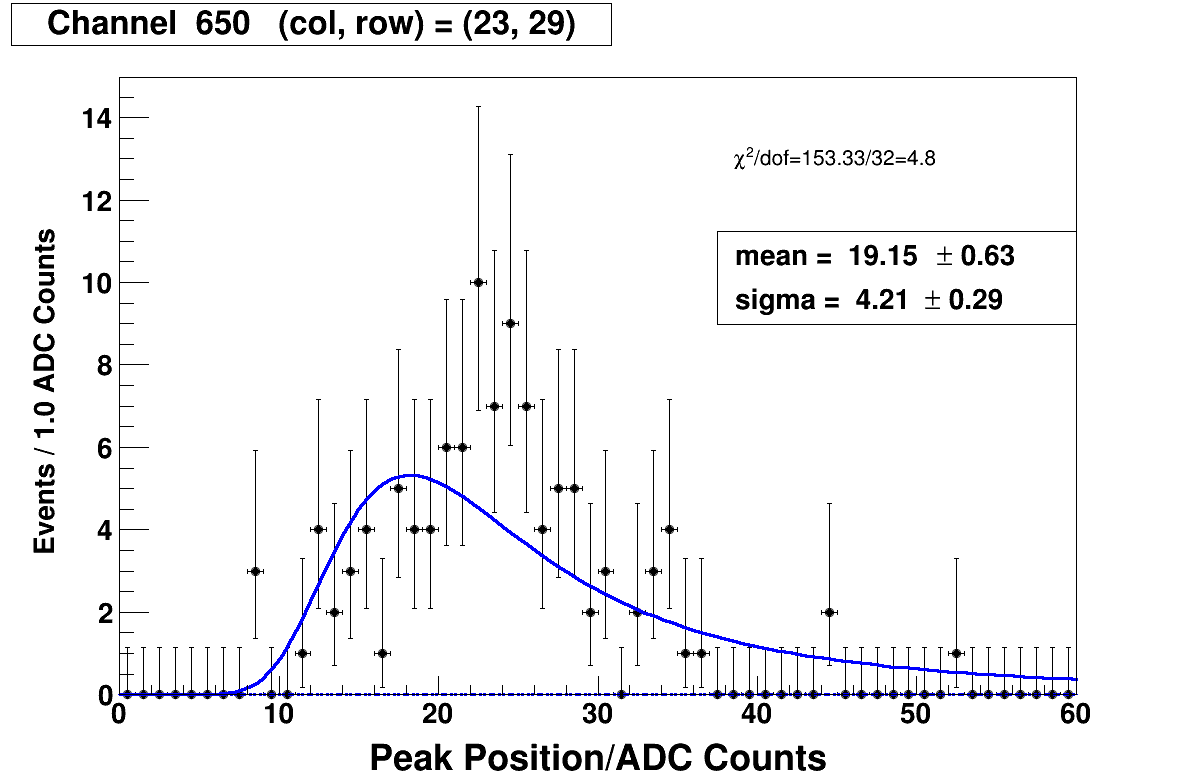 Channel 650 (col, row) = (23, 29)
14
12
10
8
6
4
2
0
Events / 1.0 ADC Counts
χ²/dof=153.33/32=4.8
mean = 19.15 ± 0.63
sigma = 4.21 ± 0.29
0 10 20 30 40 50 60
Peak Position/ADC Counts